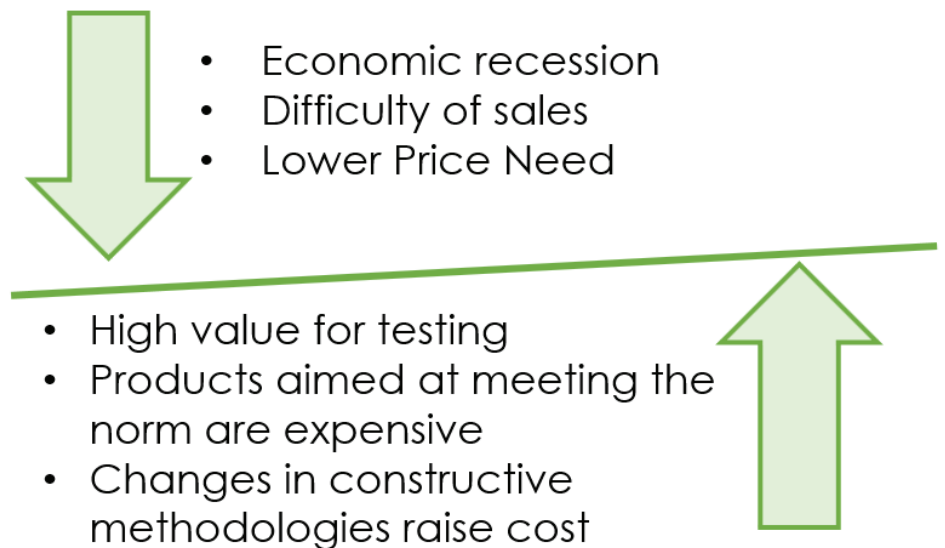 • Economic recession
• Difficulty of sales
• Lower Price Need
• High value for testing
• Products aimed at meeting the
norm are expensive
• Changes in constructive
methodologies raise cost